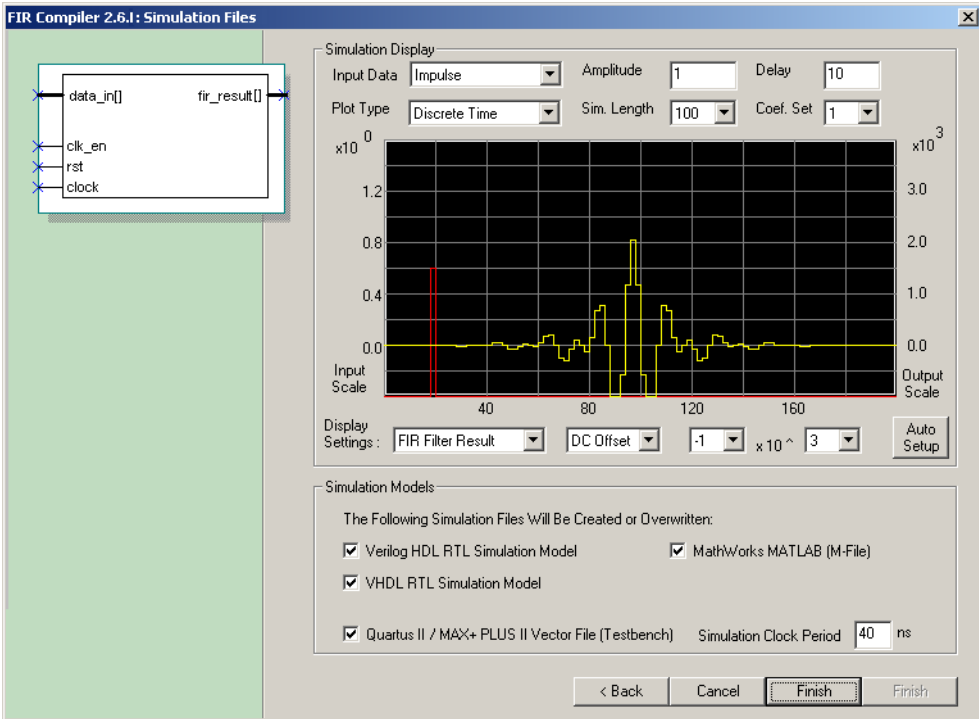 FIR Compiler 2.6.I: Simulation Files
data_in[] fir_result[]
clk_en
rst
clock
Simulation Display
Input Data Impulse Amplitude 1 Delay 10
Plot Type Discrete Time Sim. Length 100 Coef. Set 1
x10 0 x10 3
1.2 3.0
0.8 2.0
0.4 1.0
0.0 0.0
Input Scale Output Scale
40 80 120 160
Display Settings : FIR Filter Result DC Offset -1 x 10 ^ 3 Auto Setup
Simulation Models
The Following Simulation Files Will Be Created or Overwritten:
Verilog HDL RTL Simulation Model MathWorks MATLAB (M-File)
VHDL RTL Simulation Model
Quartus II / MAX+ PLUS II Vector File (Testbench) Simulation Clock Period 40 ns
< Back Cancel Finish Finish